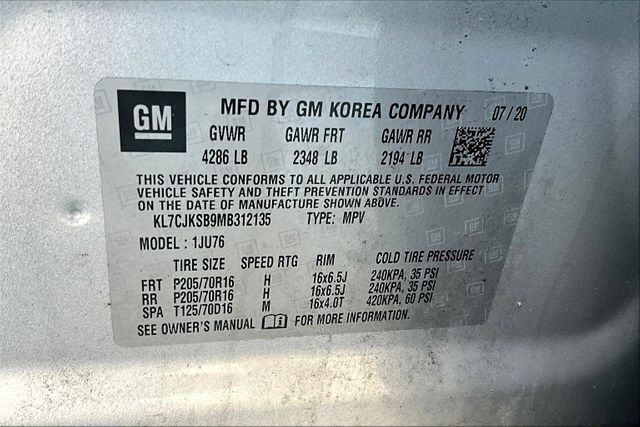 GM
MFD BY GM KOREA COMPANY 07/20
GVWR GAWR FRT GAWR RR
4286 LB 2348 LB 2194 LB
THIS VEHICLE CONFORMS TO ALL APPLICABLE U.S. FEDERAL MOTOR
VEHICLE SAFETY AND THEFT PREVENTION STANDARDS IN EFFECT
ON THE DATE OF MANUFACTURE SHOWN ABOVE.
KL7CJKSB9MB312135 TYPE: MPV
MODEL : 1JU76
TIRE SIZE SPEED RTG RIM COLD TIRE PRESSURE
FRT P205/70R16 H 16x6.5J 240KPA, 35 PSI
RR P205/70R16 H 16x6.5J 240KPA, 35 PSI
SPA T125/70D16 M 16x4.0T 420KPA, 60 PSI
SEE OWNER'S MANUAL FOR MORE INFORMATION.